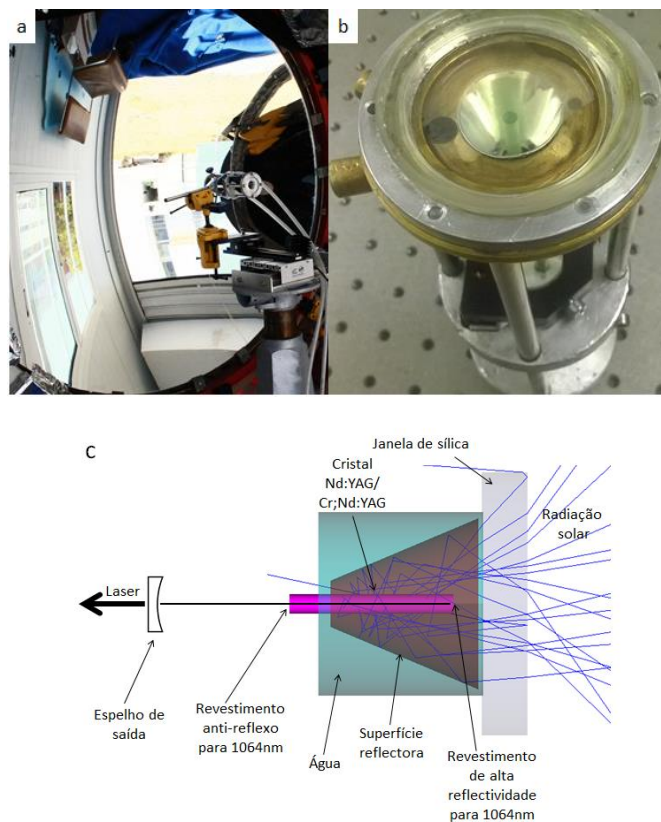 a
b
c
Janela de sílica
Cristal
Nd:YAG/
Cr;Nd:YAG
Radiação
solar
Laser
Espelho de
saída
Revestimento
anti-reflexo
para 1064nm
Água
Superfície
reflectora
Revestimento
de alta
reflectividade
para 1064nm